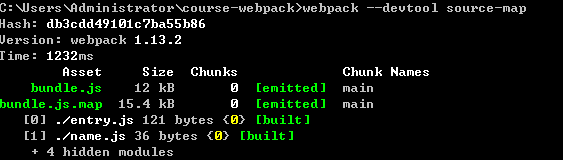 C:\Users\Administrator\course-webpack>webpack --devtool source-map
Hash: db3cdd49101c7ba55b86
Version: webpack 1.13.2
Time: 1232ms
Asset Size Chunks Chunk Names
bundle.js 12 kB 0 [emitted] main
bundle.js.map 15.4 kB 0 [emitted] main
[0] ./entry.js 121 bytes {0} [built]
[1] ./name.js 36 bytes {0} [built]
+ 4 hidden modules